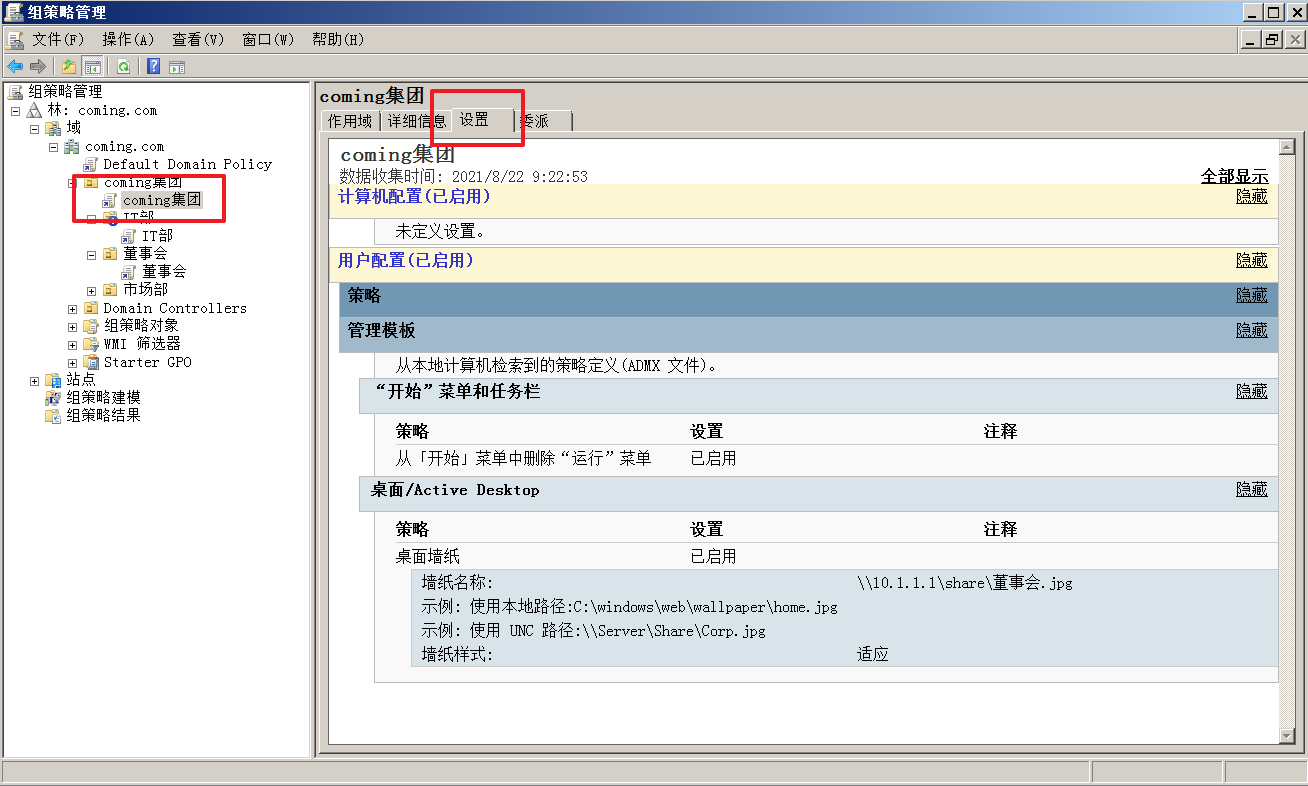 组策略管理
文件(F) 操作(A) 查看(V) 窗口(W) 帮助(H)
组策略管理
林: coming.com
域
coming.com
Default Domain Policy
coming集团
coming集团
IT部
IT部
董事会
董事会
市场部
Domain Controllers
组策略对象
WMI 筛选器
Starter GPO
站点
组策略建模
组策略结果
coming集团
作用域 详细信息 设置 委派
coming集团
数据收集时间: 2021/8/22 9:22:53 全部显示
计算机配置(已启用) 隐藏
未定义设置。
用户配置(已启用) 隐藏
策略 隐藏
管理模板 隐藏
从本地计算机检索到的策略定义(ADMX 文件)。
“开始”菜单和任务栏 隐藏
策略 设置 注释
从「开始」菜单中删除“运行”菜单 已启用
桌面/Active Desktop 隐藏
策略 设置 注释
桌面墙纸 已启用
墙纸名称: \\10.1.1.1\share\董事会.jpg
示例: 使用本地路径:C:\windows\web\wallpaper\home.jpg
示例: 使用 UNC 路径:\\Server\Share\Corp.jpg
墙纸样式: 适应